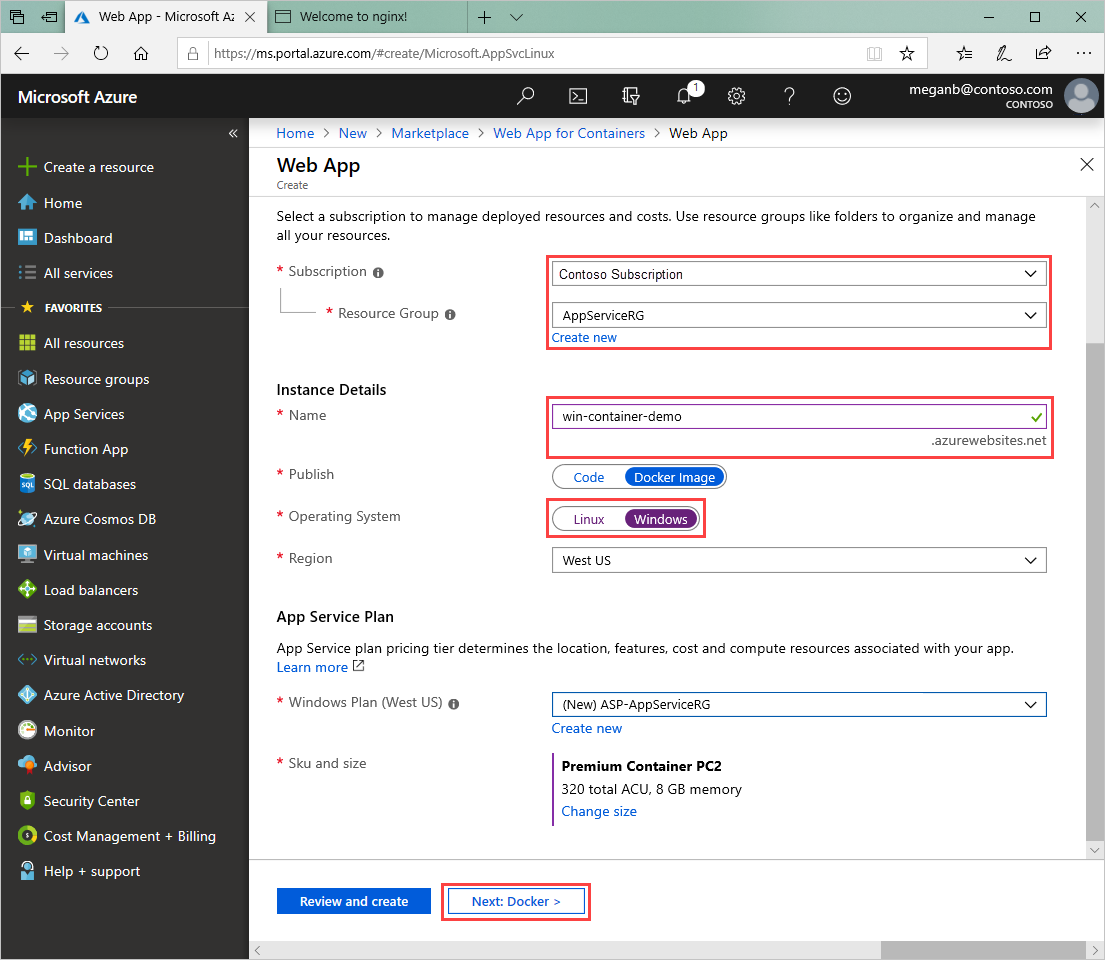 Web App - Microsoft Az
Welcome to nginx!
https://ms.portal.azure.com/#create/Microsoft.AppSvcLinux
Microsoft Azure
1
meganb@contoso.com
CONTOSO
Home > New > Marketplace > Web App for Containers > Web App
Create a resource
Home
Dashboard
All services
FAVORITES
All resources
Resource groups
App Services
Function App
SQL databases
Azure Cosmos DB
Virtual machines
Load balancers
Storage accounts
Virtual networks
Azure Active Directory
Monitor
Advisor
Security Center
Cost Management + Billing
Help + support
Web App
Create
Select a subscription to manage deployed resources and costs. Use resource groups like folders to organize and manage
all your resources.
* Subscription
Contoso Subscription
* Resource Group
AppServiceRG
Create new
Instance Details
* Name
win-container-demo
.azurewebsites.net
* Publish
Code Docker Image
* Operating System
Linux Windows
* Region
West US
App Service Plan
App Service plan pricing tier determines the location, features, cost and compute resources associated with your app.
Learn more
* Windows Plan (West US)
(New) ASP-AppServiceRG
Create new
* Sku and size
Premium Container PC2
320 total ACU, 8 GB memory
Change size
Review and create
Next: Docker >